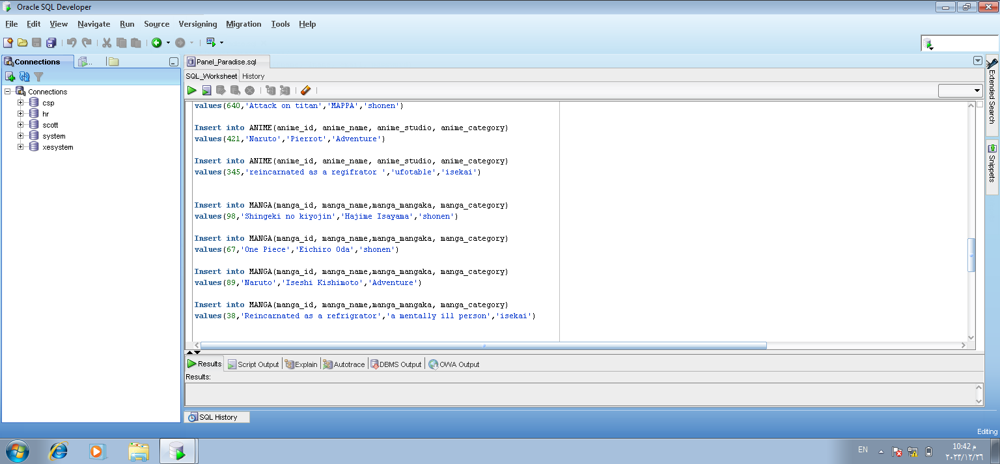 Oracle SQL Developer
File Edit View Navigate Run Source Versioning Migration Tools Help
Connections
Panel_Paradise.sql
SQL_Worksheet History
Connections
csp
hr
scott
system
xesystem
values(640,'Attack on titan','MAPPA','shonen')
Insert into ANIME(anime_id, anime_name, anime_studio, anime_category)
values(421,'Naruto','Pierrot','Adventure')
Insert into ANIME(anime_id, anime_name, anime_studio, anime_category)
values(345,'reincarnated as a regifrator ','ufotable','isekai')
Insert into MANGA(manga_id, manga_name,manga_mangaka, manga_category)
values(98,'Shingeki no kiyojin','Hajime Isayama','shonen')
Insert into MANGA(manga_id, manga_name,manga_mangaka, manga_category)
values(67,'One Piece','Eichiro Oda','shonen')
Insert into MANGA(manga_id, manga_name,manga_mangaka, manga_category)
values(89,'Naruto','Iseshi Kishimoto','Adventure')
Insert into MANGA(manga_id, manga_name,manga_mangaka, manga_category)
values(38,'Reincarnated as a refrigrator','a mentally ill person','isekai')
Extended Search
Snippets
Results Script Output Explain Autotrace DBMS Output OWA Output
Results:
SQL History
Editing
EN
10:42 م
٢٠٢٣/١٢/٢٦